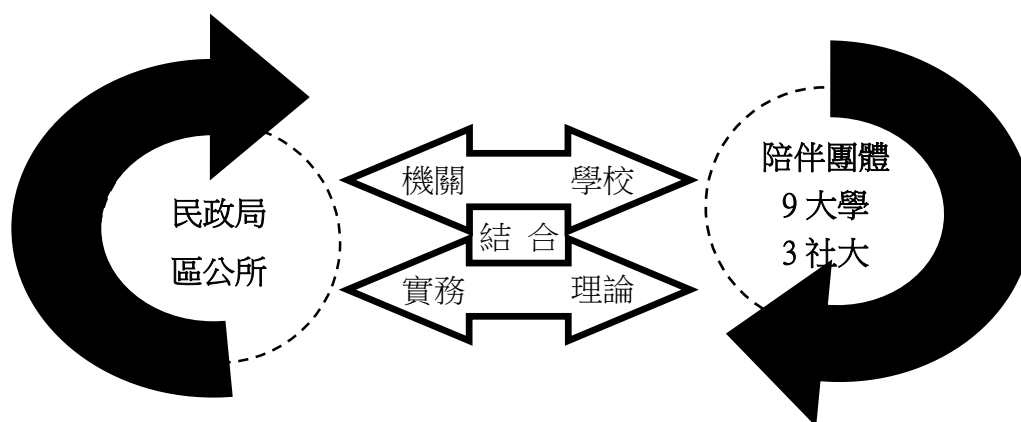 民政局
區公所
機關 學校
結 合
實務 理論
陪伴團體
9 大學
3 社大